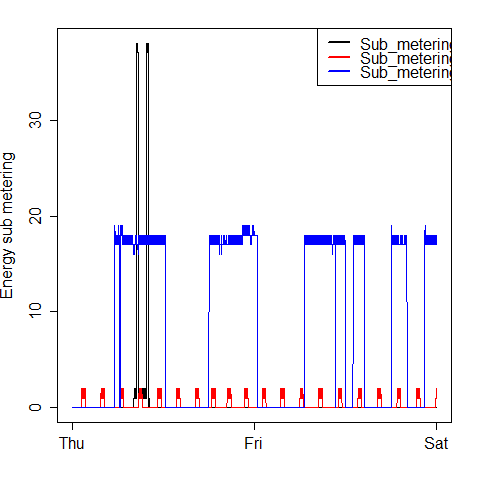 Sub_metering
Sub_metering
Sub_metering
Energy sub metering
0
10
20
30
Thu
Fri
Sat